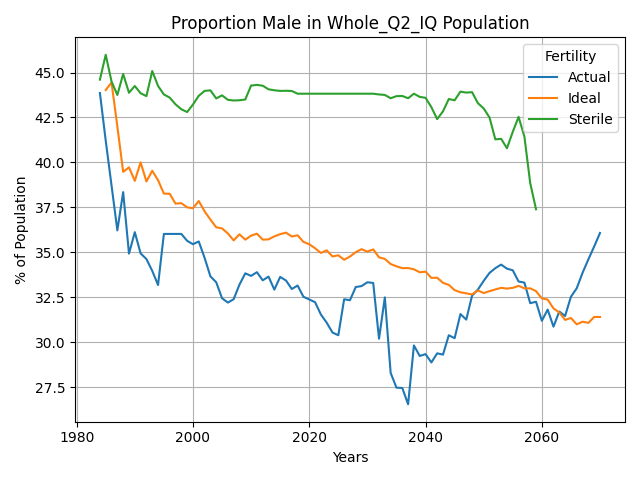 Proportion Male in Whole_Q2_IQ Population
Fertility
Actual
Ideal
Sterile
% of Population
45.0
42.5
40.0
37.5
35.0
32.5
30.0
27.5
1980
2000
2020
2040
2060
Years